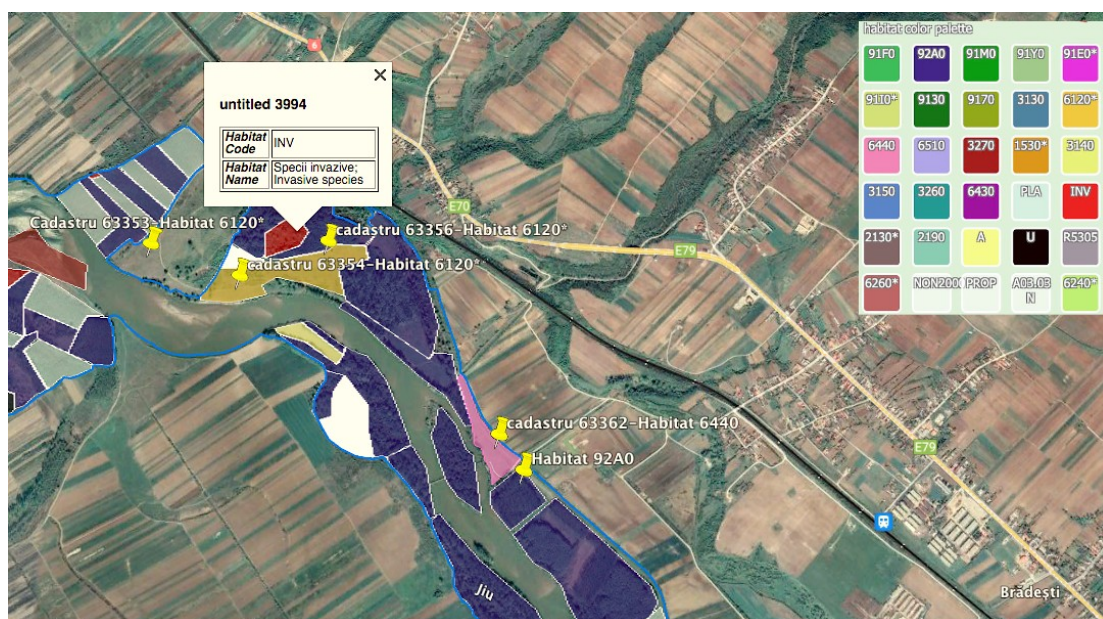 habitat color palette
91F0 92A0 91M0 91Y0 91E0*
91I0* 9130 9170 3130 6120*
6440 6510 3270 1530* 3140
3150 3260 6430 PLA INV
2130* 2190 A U R5305
6260* NON2000 PROP A03.03 N 6240*
6
untitled 3994
Habitat Code INV
Habitat Name Specii invazive;
Invasive species
E70
Cadastru 63353-Habitat 6120*
cadastru 63356-Habitat 6120*
E79
cadastru 63354-Habitat 6120*
cadastru 63362-Habitat 6440
E79
Habitat 92A0
Jiu
Brădești